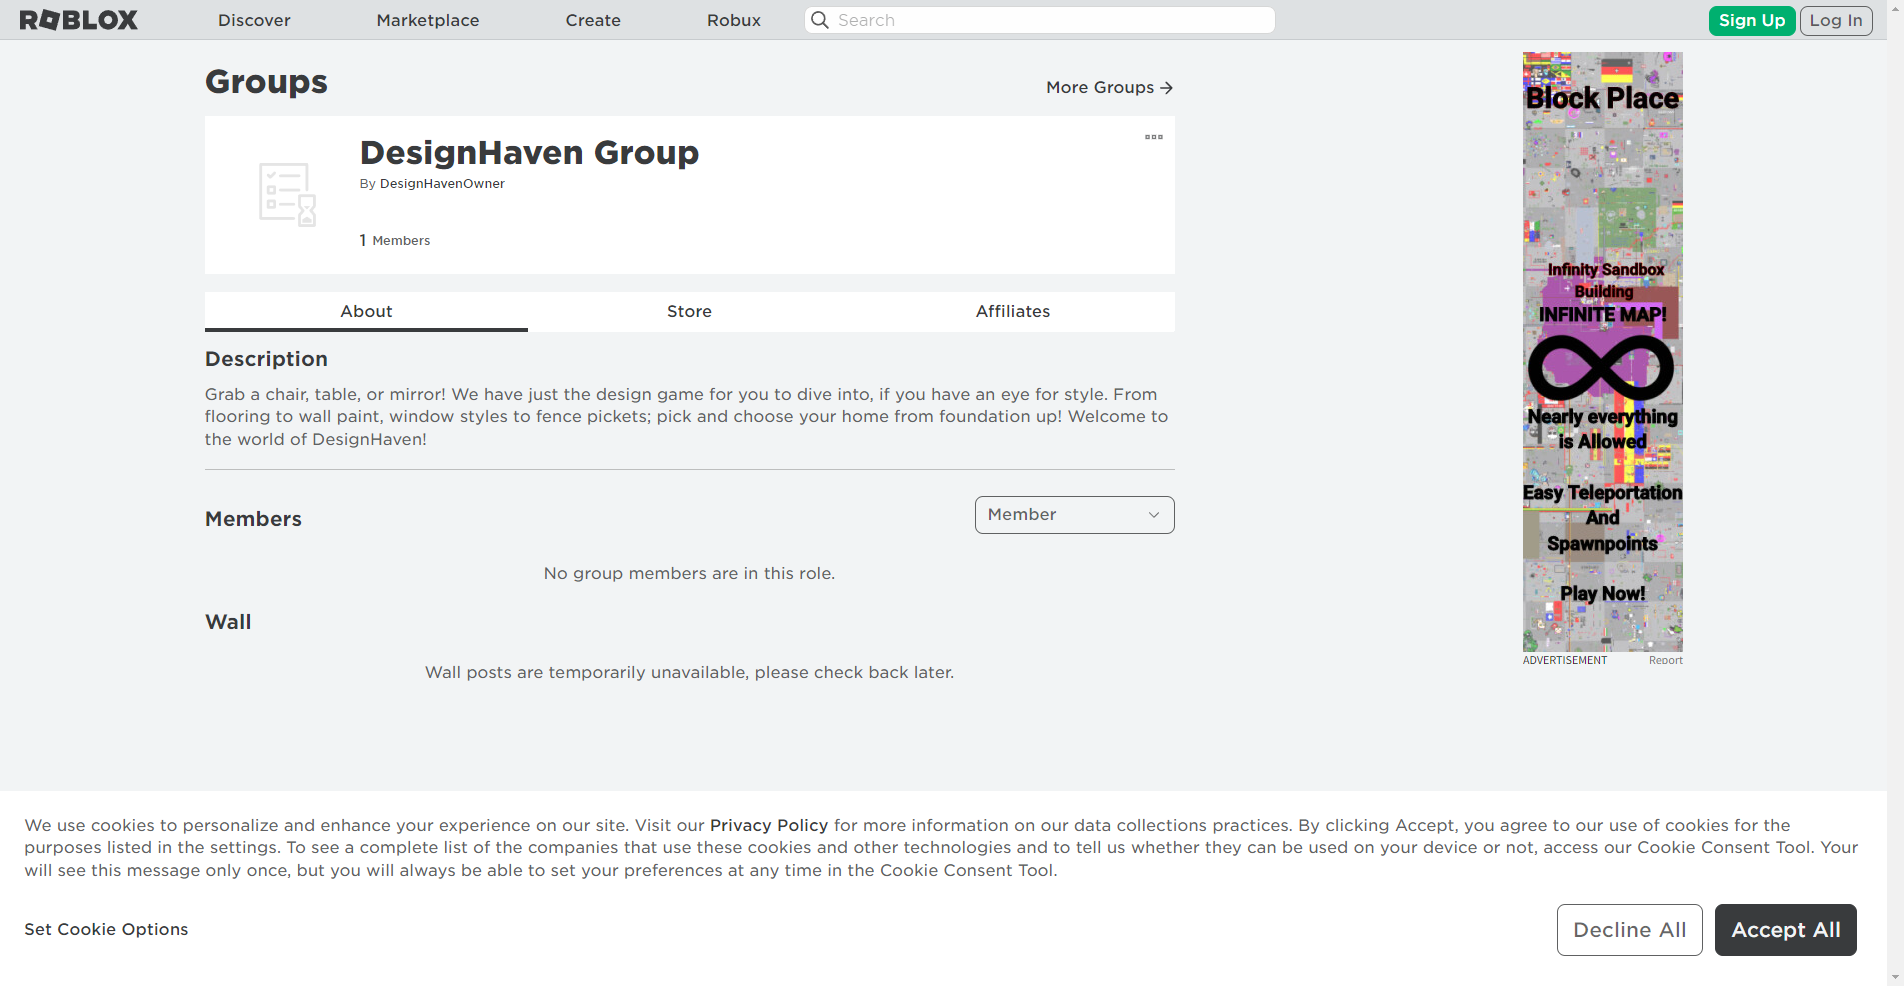 ROBLOX
Discover
Marketplace
Create
Robux
Search
Sign Up
Log In
Groups
More Groups
DesignHaven Group
By DesignHavenOwner
1 Members
About
Store
Affiliates
Description
Grab a chair, table, or mirror! We have just the design game for you to dive into, if you have an eye for style. From
flooring to wall paint, window styles to fence pickets; pick and choose your home from foundation up! Welcome to
the world of DesignHaven!
Members
Member
No group members are in this role.
Wall
Wall posts are temporarily unavailable, please check back later.
Block Place
Infinity Sandbox
Building
INFINITE MAP!
Nearly everything
is Allowed
Easy Teleportation
And
Spawnpoints
Play Now!
ADVERTISEMENT
Report
We use cookies to personalize and enhance your experience on our site. Visit our Privacy Policy for more information on our data collections practices. By clicking Accept, you agree to our use of cookies for the
purposes listed in the settings. To see a complete list of the companies that use these cookies and other technologies and to tell us whether they can be used on your device or not, access our Cookie Consent Tool. Your
will see this message only once, but you will always be able to set your preferences at any time in the Cookie Consent Tool.
Set Cookie Options
Decline All
Accept All